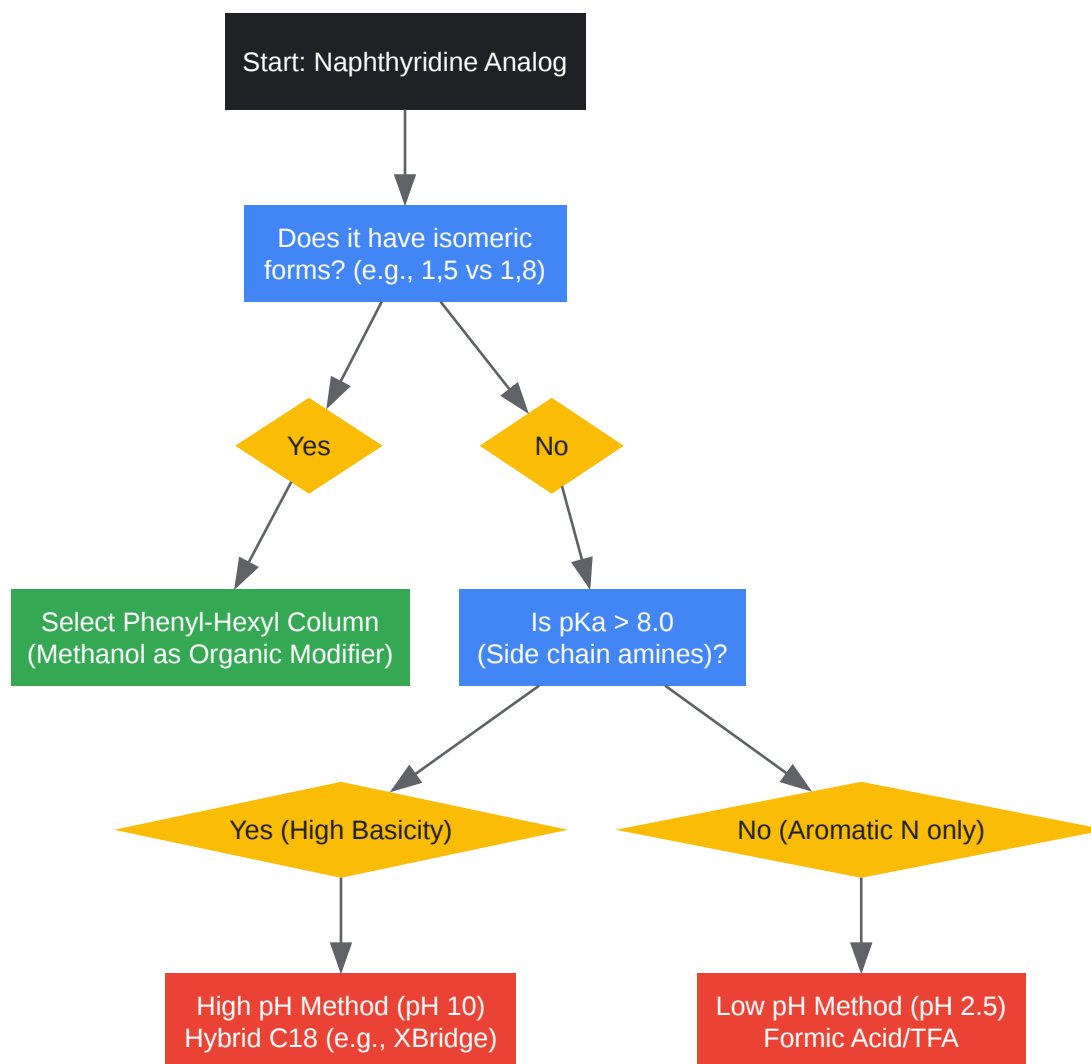 Start: Naphthyridine Analog
Does it have isomeric
forms? (e.g., 1,5 vs 1,8)
Yes
No
Select Phenyl-Hexyl Column
(Methanol as Organic Modifier)
Is pKa > 8.0
(Side chain amines)?
Yes (High Basicity)
No (Aromatic N only)
High pH Method (pH 10)
Hybrid C18 (e.g., XBridge)
Low pH Method (pH 2.5)
Formic Acid/TFA